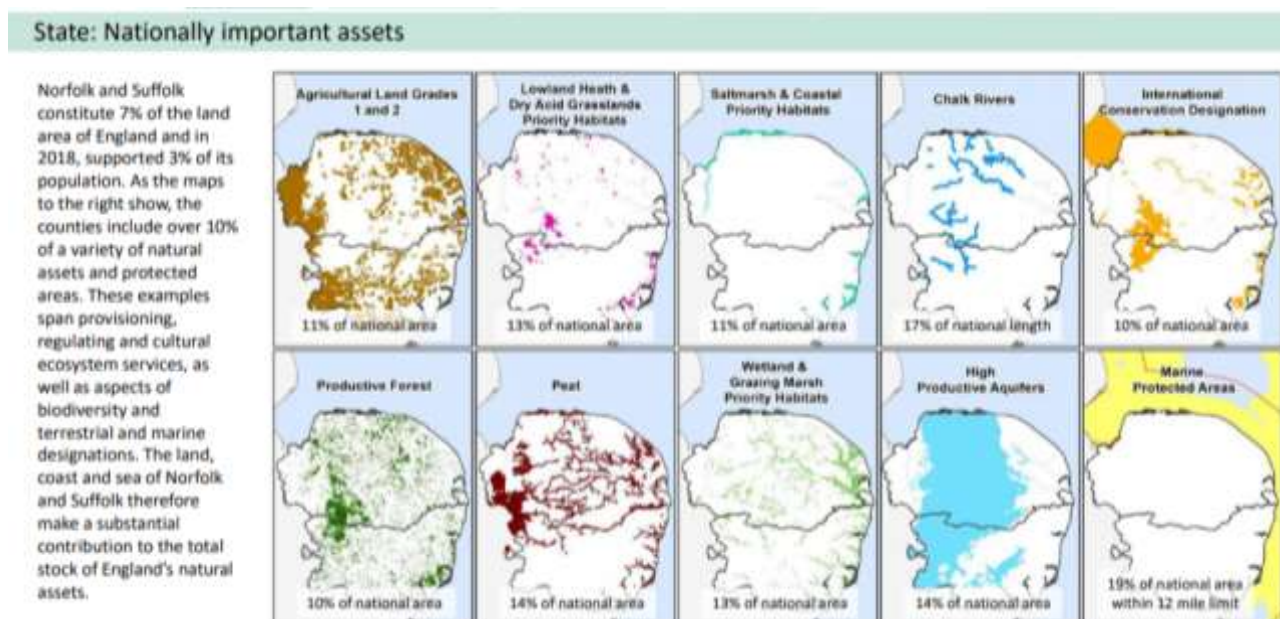 State: Nationally important assets
Norfolk and Suffolk
constitute 7% of the land
area of England and in
2018, supported 3% of its
population. As the maps
to the right show, the
counties include over 10%
of a variety of natural
assets and protected
areas. These examples
span provisioning,
regulating and cultural
ecosystem services, as
well as aspects of
biodiversity and
terrestrial and marine
designations. The land,
coast and sea of Norfolk
and Suffolk therefore
make a substantial
contribution to the total
stock of England's natural
assets.
Agricultural Land Grades
1 and 2
11% of national area
Lowland Heath &
Dry Acid Grasslands
Priority Habitats
13% of national area
Saltmarsh & Coastal
Priority Habitats
11% of national area
Chalk Rivers
17% of national length
International
Conservation Designation
10% of national area
Productive Forest
10% of national area
Peat
14% of national area
Wetland &
Grazing Marsh
Priority Habitats
13% of national area
High
Productive Aquifers
14% of national area
Marine
Protected Areas
19% of national area
within 12 mile limit